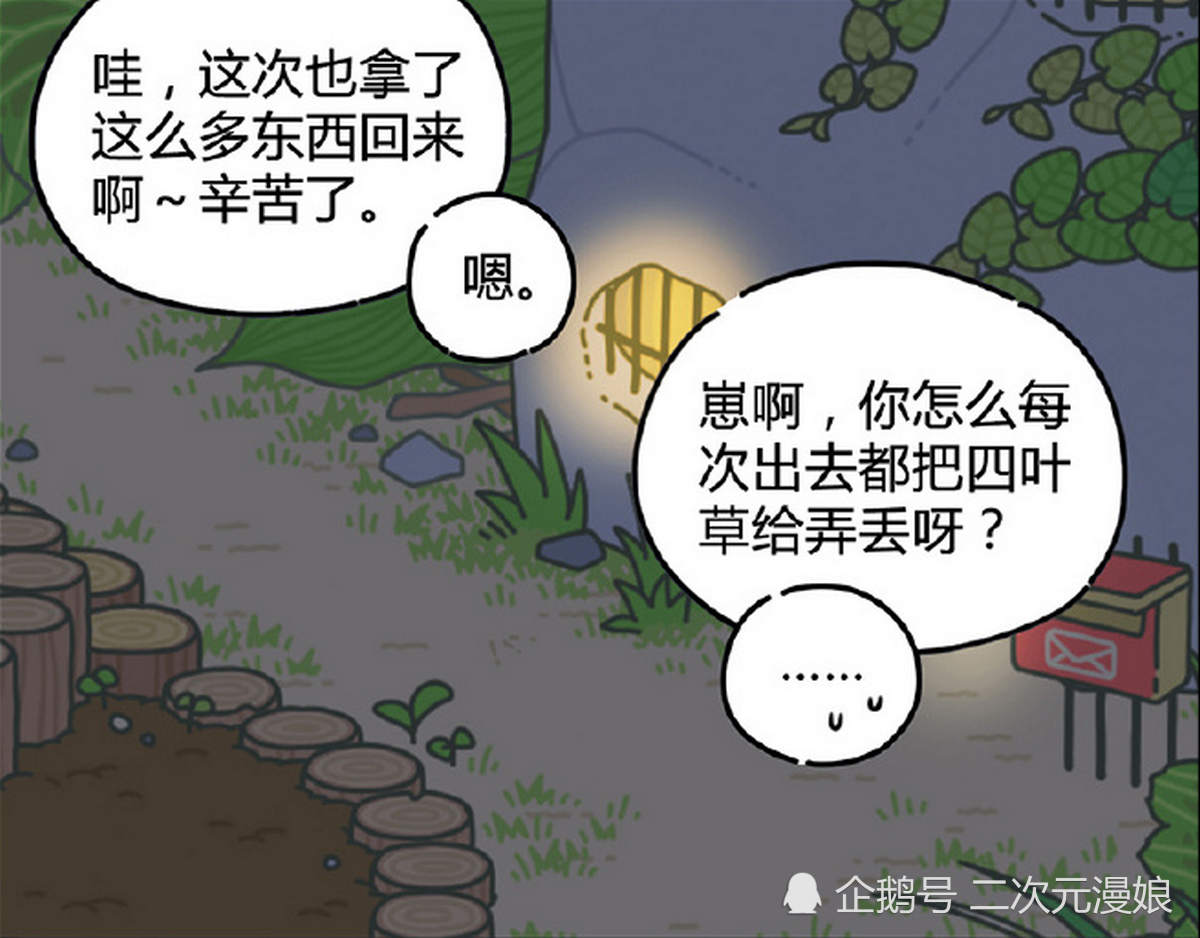 哇，这次也拿了
这么多东西回来
啊～辛苦了。
嗯。
崽啊，你怎么每
次出去都把四叶
草给弄丢呀？
……
企鹅号 二次元漫娘